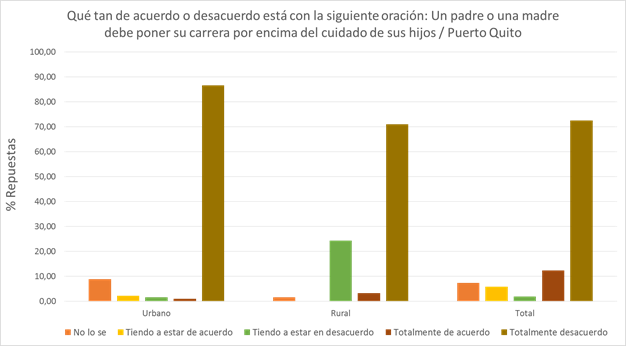 Qué tan de acuerdo o desacuerdo está con la siguiente oración: Un padre o una madre
debe poner su carrera por encima del cuidado de sus hijos / Puerto Quito
% Repuestas
100,00
90,00
80,00
70,00
60,00
50,00
40,00
30,00
20,00
10,00
0,00
Urbano Rural Total
No lo se Tiendo a estar de acuerdo Tiendo a estar en desacuerdo Totalmente de acuerdo Totalmente desacuerdo